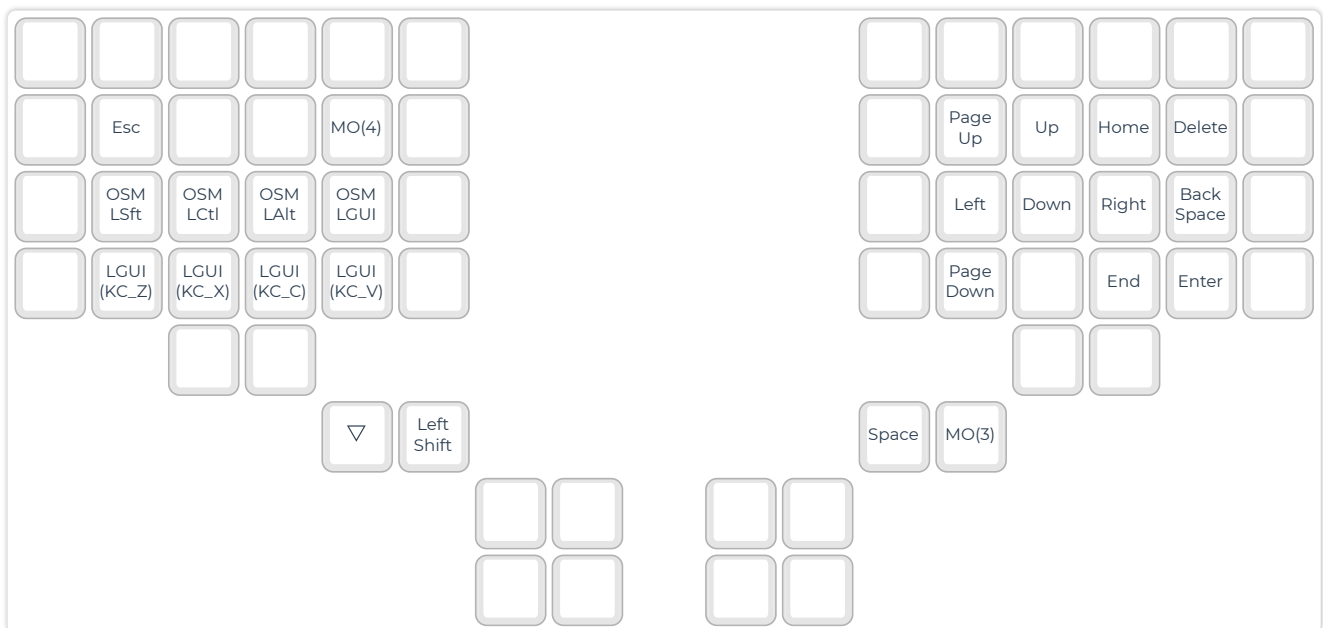 Esc
MO(4)
Page
Up
Up
Home
Delete
OSM
LSft
OSM
LCtl
OSM
LAlt
OSM
LGUI
Left
Down
Right
Back
Space
LGUI
(KC_Z)
LGUI
(KC_X)
LGUI
(KC_C)
LGUI
(KC_V)
Page
Down
End
Enter
▽
Left
Shift
Space
MO(3)